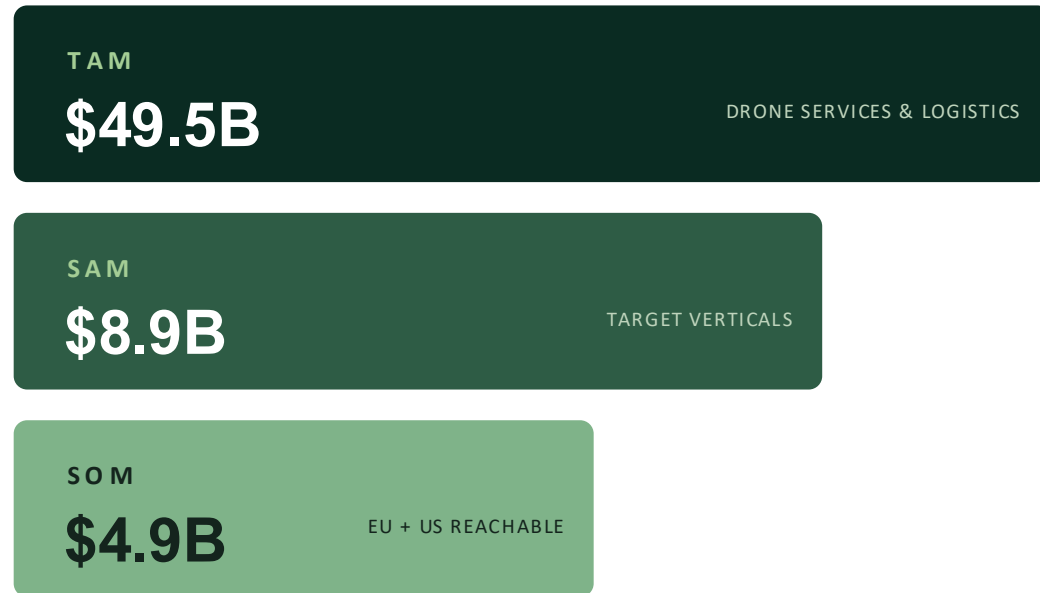 TAM
$49.5B
DRONE SERVICES & LOGISTICS
SAM
$8.9B
TARGET VERTICALS
SOM
$4.9B
EU + US REACHABLE